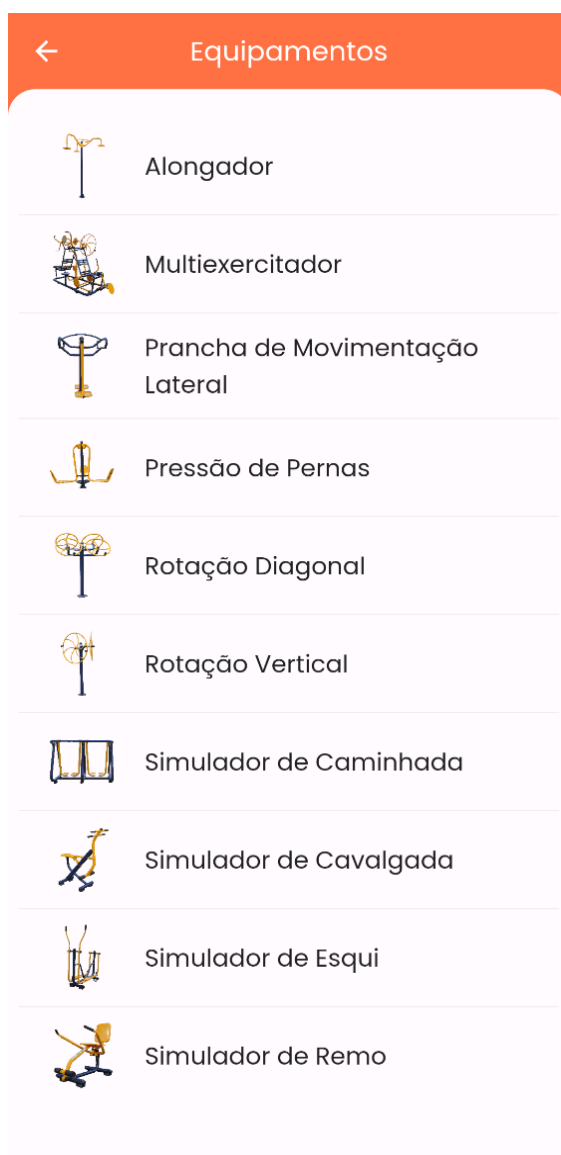 Equipamentos
Alongador
Multiexercitador
Prancha de Movimentação
Lateral
Pressão de Pernas
Rotação Diagonal
Rotação Vertical
Simulador de Caminhada
Simulador de Cavalgada
Simulador de Esqui
Simulador de Remo